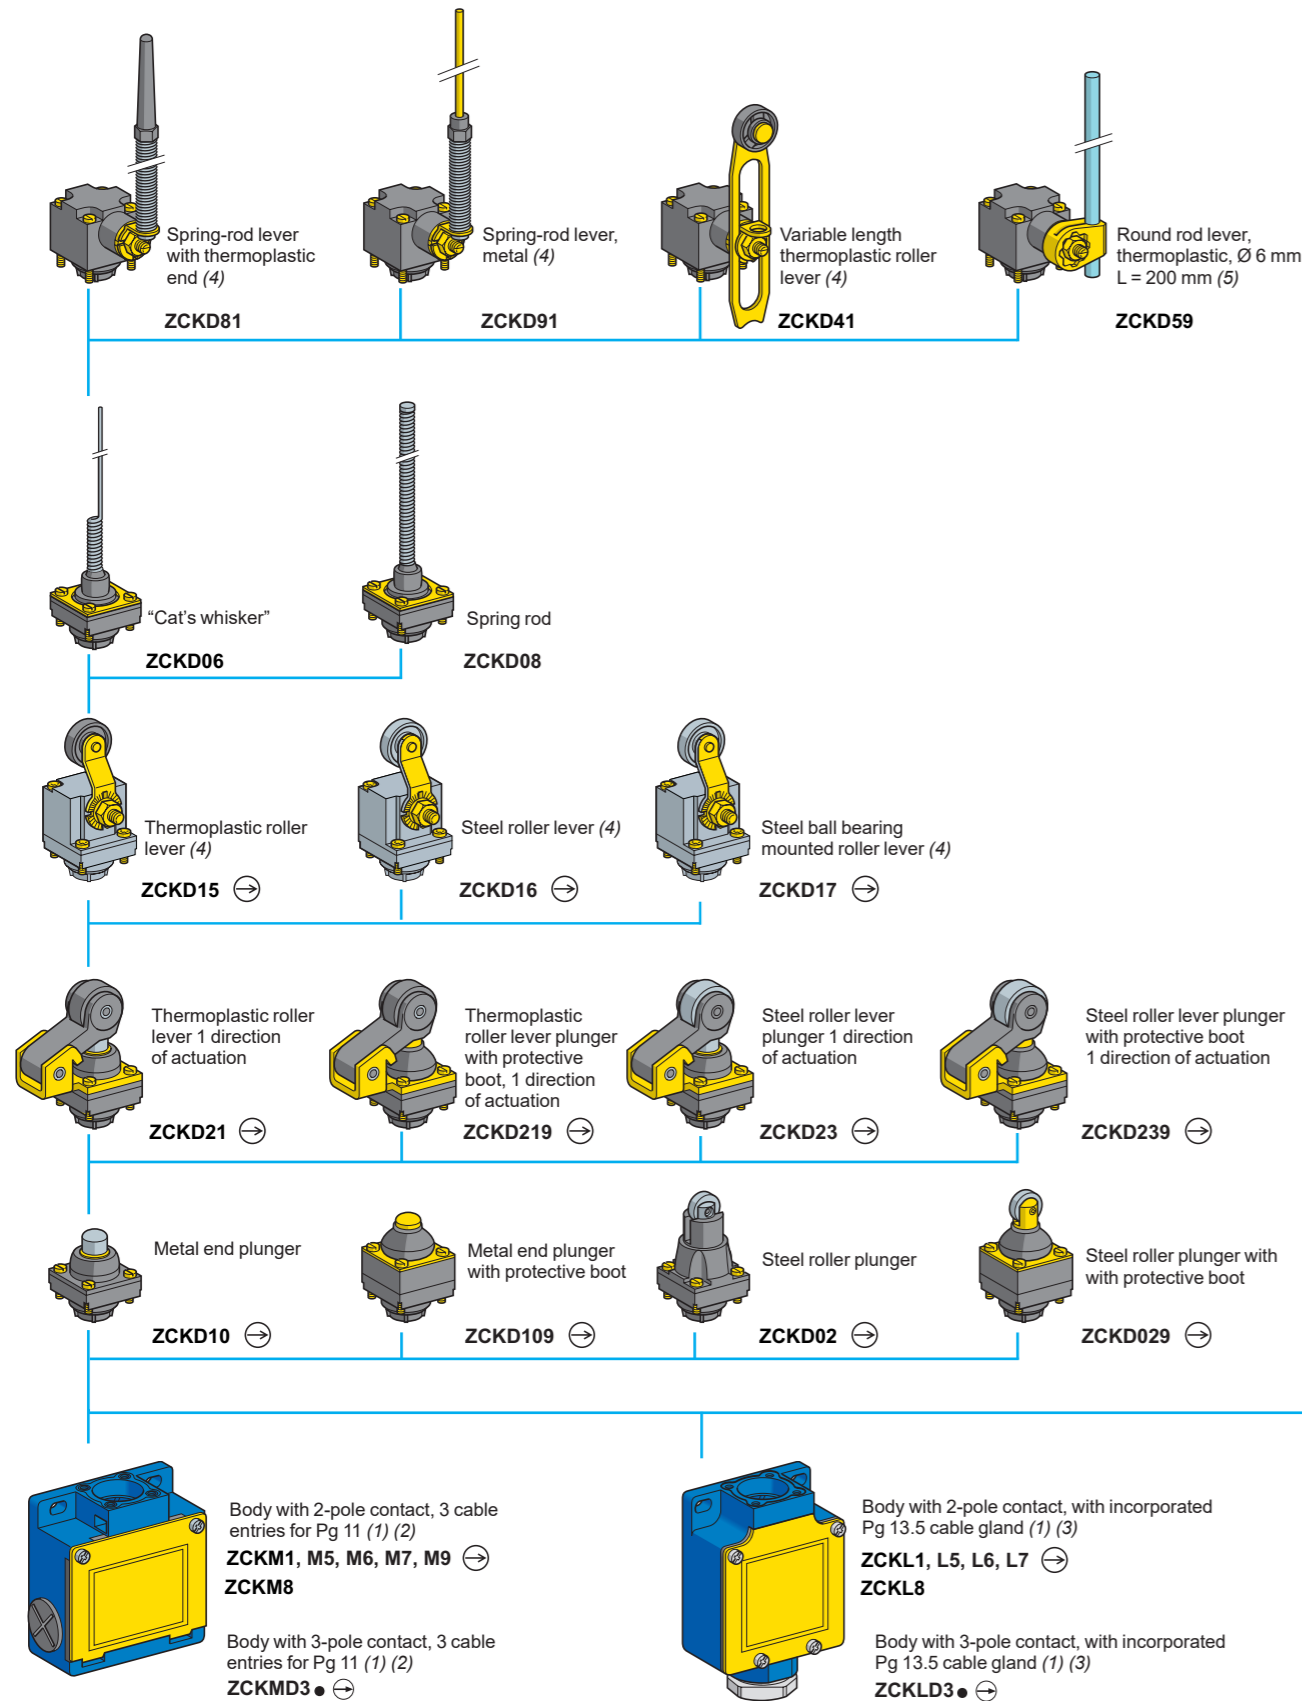 Spring-rod lever
with thermoplastic
end (4)
ZCKD81
Spring-rod lever,
metal (4)
ZCKD91
Variable length
thermoplastic roller
lever (4)
ZCKD41
Round rod lever,
thermoplastic, Ø 6 mm
L = 200 mm (5)
ZCKD59
“Cat’s whisker”
ZCKD06
Spring rod
ZCKD08
Thermoplastic roller
lever (4)
ZCKD15
Steel roller lever (4)
ZCKD16
Steel ball bearing
mounted roller lever (4)
ZCKD17
Thermoplastic roller
lever 1 direction
of actuation
ZCKD21
Thermoplastic
roller lever plunger
with protective
boot, 1 direction
of actuation
ZCKD219
Steel roller lever
plunger 1 direction
of actuation
ZCKD23
Steel roller lever plunger
with protective boot
1 direction of actuation
ZCKD239
Metal end plunger
ZCKD10
Metal end plunger
with protective boot
ZCKD109
Steel roller plunger
ZCKD02
Steel roller plunger with
with protective boot
ZCKD029
Body with 2-pole contact, 3 cable
entries for Pg 11 (1) (2)
ZCKM1, M5, M6, M7, M9
ZCKM8
Body with 3-pole contact, 3 cable
entries for Pg 11 (1) (2)
ZCKMD3●
Body with 2-pole contact, with incorporated
Pg 13.5 cable gland (1) (3)
ZCKL1, L5, L6, L7
ZCKL8
Body with 3-pole contact, with incorporated
Pg 13.5 cable gland (1) (3)
ZCKLD3●